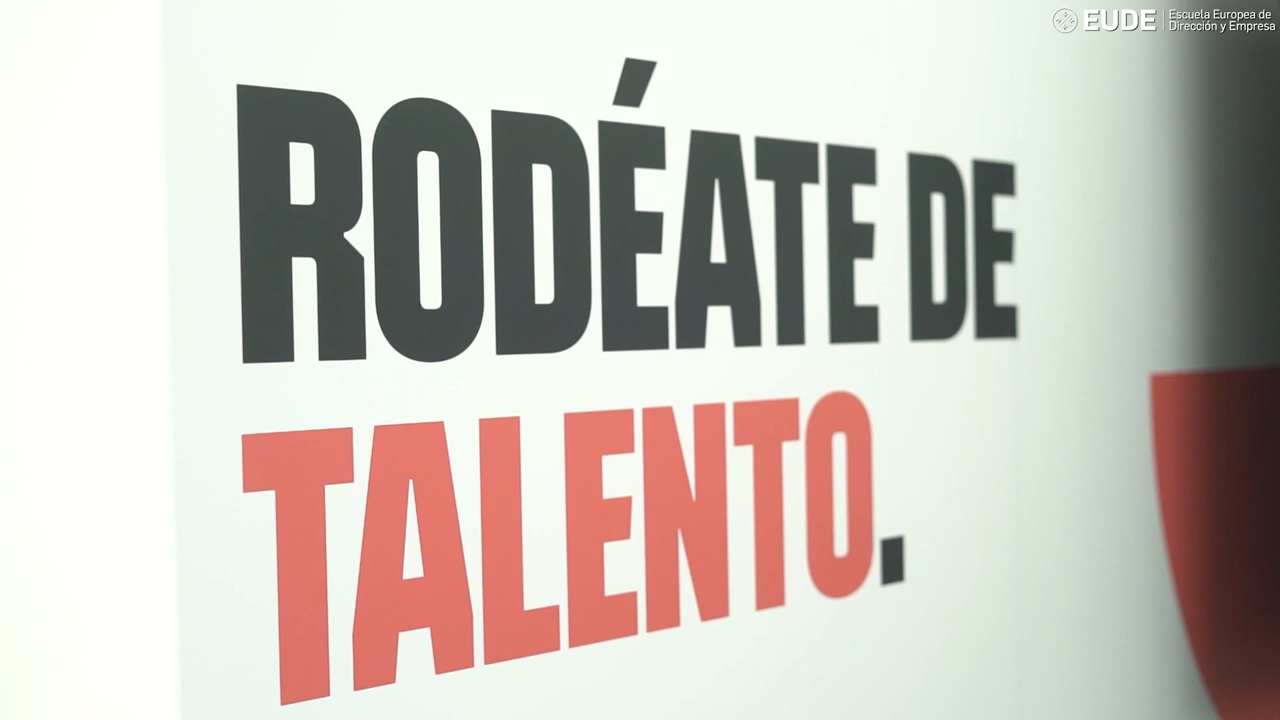 EUDE
Escuela Europea de
Dirección y Empresa
RODÉATE DE
TALENTO.